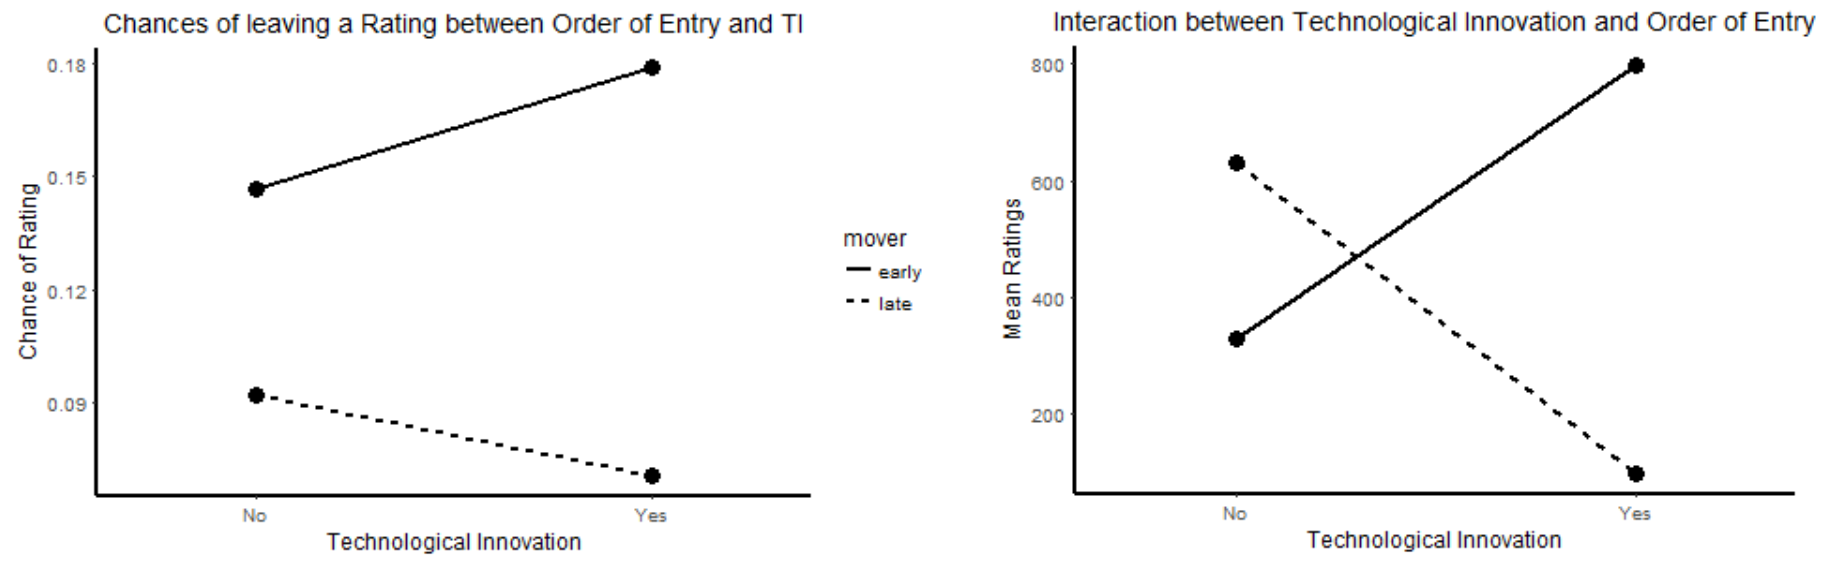 Chances of leaving a Rating between Order of Entry and TI
0.18
0.15
0.12
0.09
Chance of Rating
No
Yes
Technological Innovation
mover
early
late
Interaction between Technological Innovation and Order of Entry
800
600
400
200
Mean Ratings
No
Yes
Technological Innovation